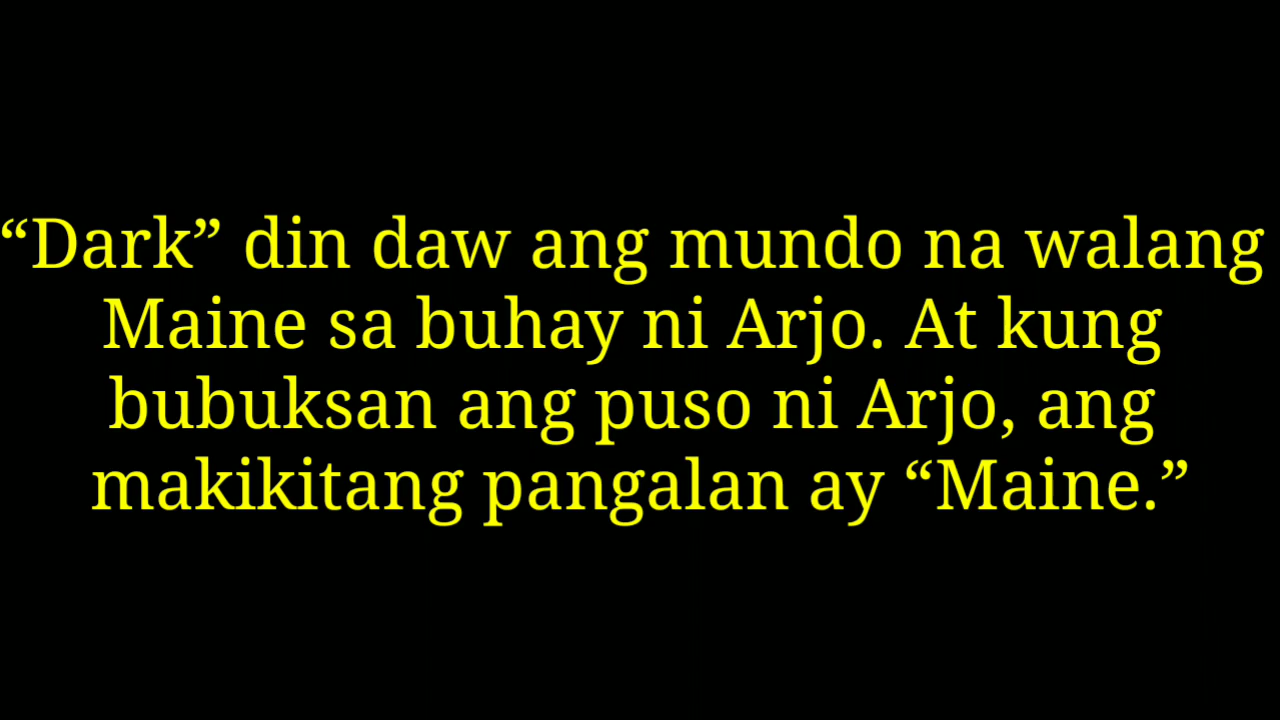 “Dark” din daw ang mundo na walang
Maine sa buhay ni Arjo. At kung
bubuksan ang puso ni Arjo, ang
makikitang pangalan ay “Maine.”